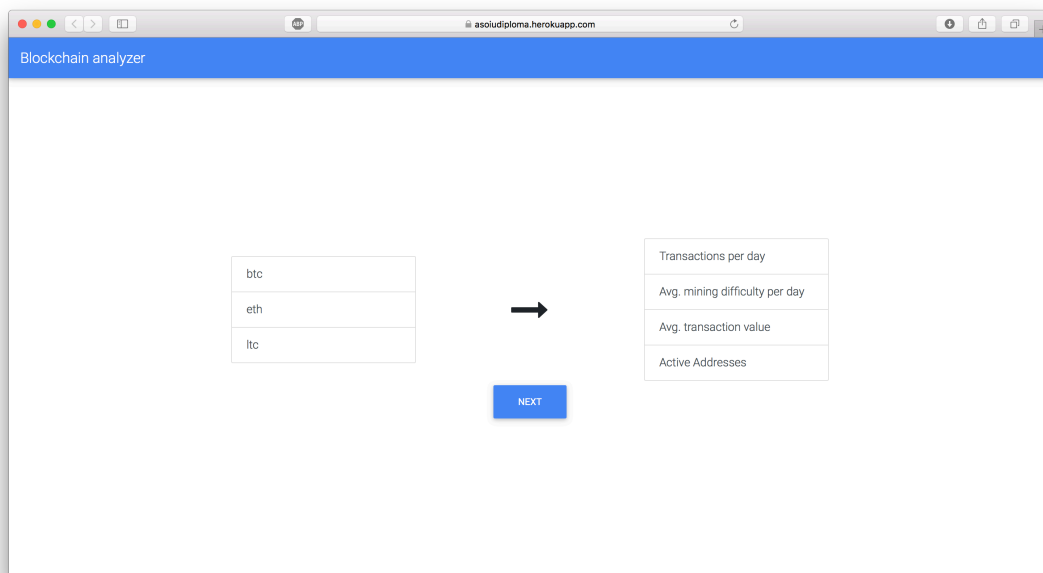 ABP
asoiudiploma.herokuapp.com
Blockchain analyzer
btc
eth
ltc
Transactions per day
Avg. mining difficulty per day
Avg. transaction value
Active Addresses
NEXT